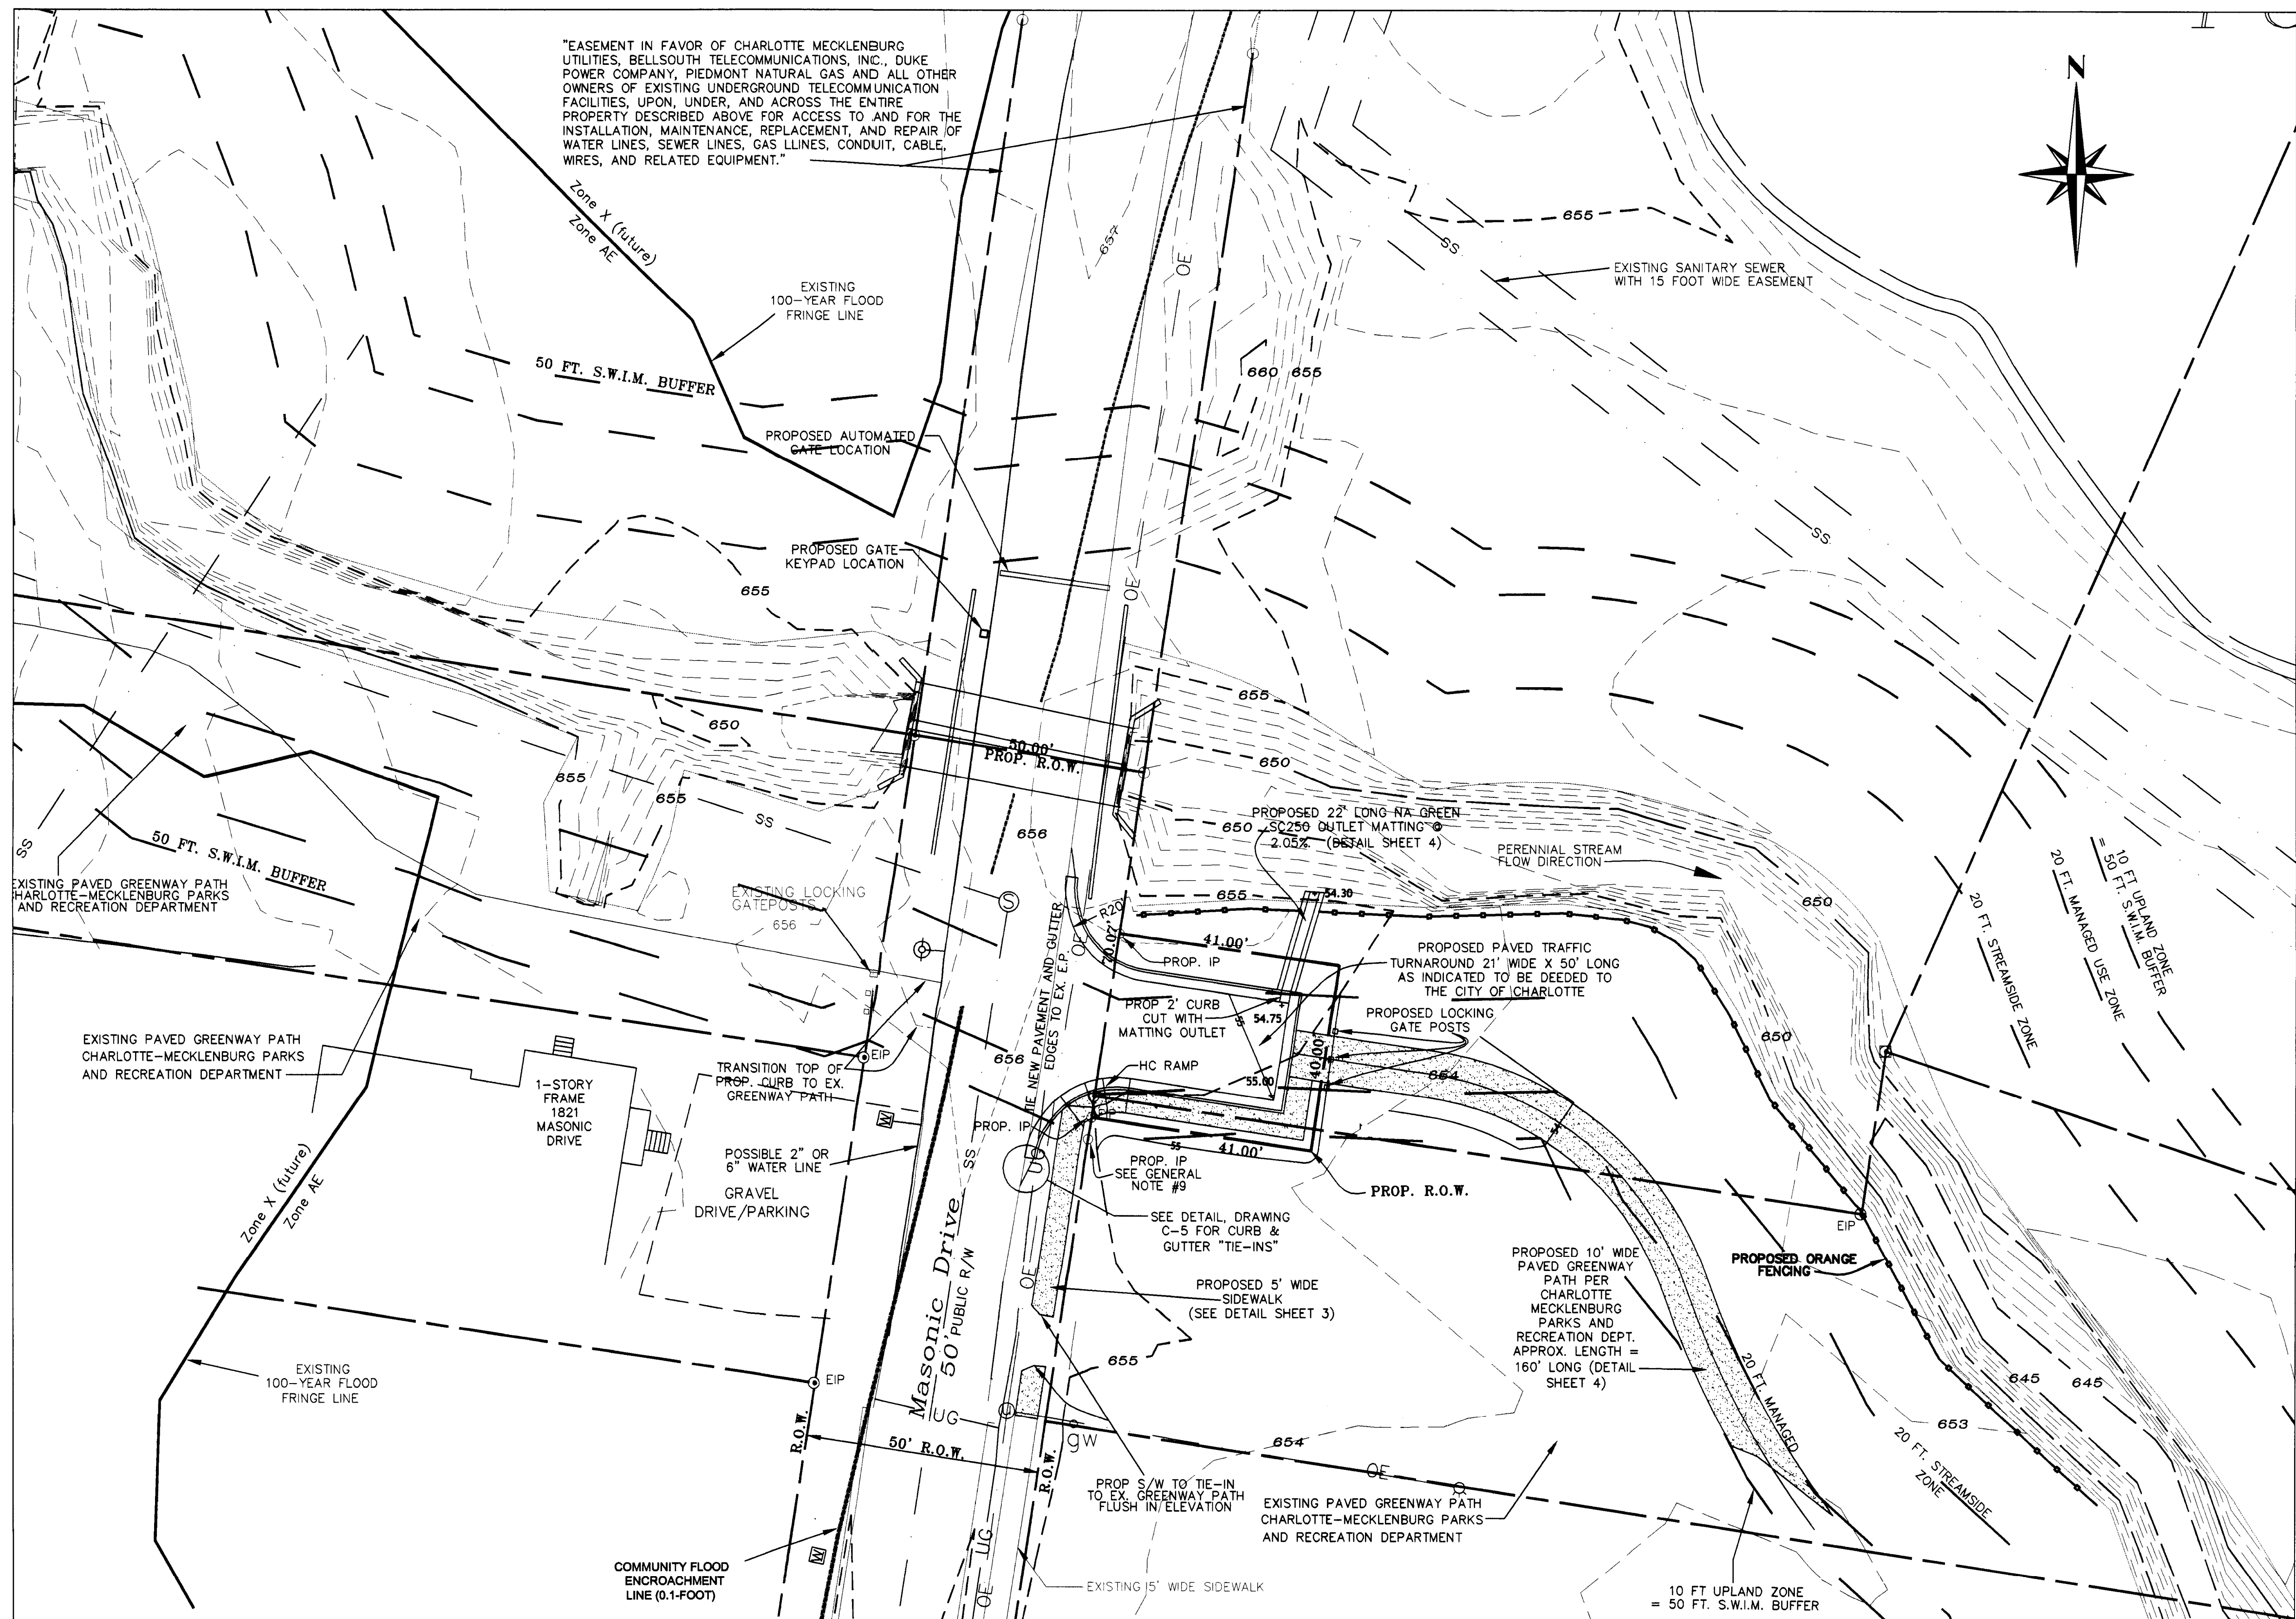 "EASEMENT IN FAVOR OF CHARLOTTE MECKLENBURG
UTILITIES, BELLSOUTH TELECOMMUNICATIONS, INC., DUKE
POWER COMPANY, PIEDMONT NATURAL GAS AND ALL OTHER
OWNERS OF EXISTING UNDERGROUND TELECOMMUNICATION
FACILITIES, UPON, UNDER, AND ACROSS THE ENTIRE
PROPERTY DESCRIBED ABOVE FOR ACCESS TO AND FOR THE
INSTALLATION, MAINTENANCE, REPLACEMENT, AND REPAIR OF
WATER LINES, SEWER LINES, GAS LLINES, CONDUIT, CABLE,
WIRES, AND RELATED EQUIPMENT."
N
Zone X (future)
Zone AE
657
OE
655
SS
EXISTING SANITARY SEWER
WITH 15 FOOT WIDE EASEMENT
EXISTING
100-YEAR FLOOD
FRINGE LINE
50 FT. S.W.I.M. BUFFER
660 655
PROPOSED AUTOMATED
GATE LOCATION
SS
PROPOSED GATE
KEYPAD LOCATION
655
OE
655
650
50.00'
PROP. R.O.W.
650
655
655
SS
656
PROPOSED 22' LONG NA GREEN
650 SC250 OUTLET MATTING @
2.05% (DETAIL SHEET 4)
PERENNIAL STREAM
FLOW DIRECTION
SS
50 FT. S.W.I.M. BUFFER
EXISTING PAVED GREENWAY PATH
CHARLOTTE-MECKLENBURG PARKS
AND RECREATION DEPARTMENT
EXISTING LOCKING
GATEPOSTS
656
S
R20
70.07'
655
54.30
650
10 FT UPLAND ZONE
= 50 FT. S.W.I.M. BUFFER
20 FT. MANAGED USE ZONE
20 FT. STREAMSIDE ZONE
41.00'
PROP. IP
PROPOSED PAVED TRAFFIC
TURNAROUND 21' WIDE X 50' LONG
AS INDICATED TO BE DEEDED TO
THE CITY OF CHARLOTTE
OE
TIE NEW PAVEMENT AND GUTTER
EDGES TO EX. E.P.
PROP 2' CURB
CUT WITH
MATTING OUTLET
55
54.75
PROPOSED LOCKING
GATE POSTS
650
EXISTING PAVED GREENWAY PATH
CHARLOTTE-MECKLENBURG PARKS
AND RECREATION DEPARTMENT
EIP
656
HC RAMP
40.00'
654
55.00
1-STORY
FRAME
1821
MASONIC
DRIVE
TRANSITION TOP OF
PROP. CURB TO EX.
GREENWAY PATH
W
PROP. IP
55
41.00'
POSSIBLE 2" OR
6" WATER LINE
SS
UG
PROP. IP
SEE GENERAL
NOTE #9
PROP. R.O.W.
GRAVEL
DRIVE/PARKING
Zone X (future)
Zone AE
SEE DETAIL, DRAWING
C-5 FOR CURB &
GUTTER "TIE-INS"
EIP
PROPOSED ORANGE
FENCING
Masonic Drive
50' PUBLIC R/W
OE
PROPOSED 5' WIDE
SIDEWALK
(SEE DETAIL SHEET 3)
PROPOSED 10' WIDE
PAVED GREENWAY
PATH PER
CHARLOTTE
MECKLENBURG
PARKS AND
RECREATION DEPT.
APPROX. LENGTH =
160' LONG (DETAIL
SHEET 4)
655
EXISTING
100-YEAR FLOOD
FRINGE LINE
EIP
20 FT. MANAGED
645
645
653
20 FT. STREAMSIDE
ZONE
UG
gw
R.O.W.
50' R.O.W.
R.O.W.
654
OE
PROP S/W TO TIE-IN
TO EX. GREENWAY PATH
FLUSH IN ELEVATION
EXISTING PAVED GREENWAY PATH
CHARLOTTE-MECKLENBURG PARKS
AND RECREATION DEPARTMENT
W
UG
OE
COMMUNITY FLOOD
ENCROACHMENT
LINE (0.1-FOOT)
EXISTING 5' WIDE SIDEWALK
10 FT UPLAND ZONE
= 50 FT. S.W.I.M. BUFFER